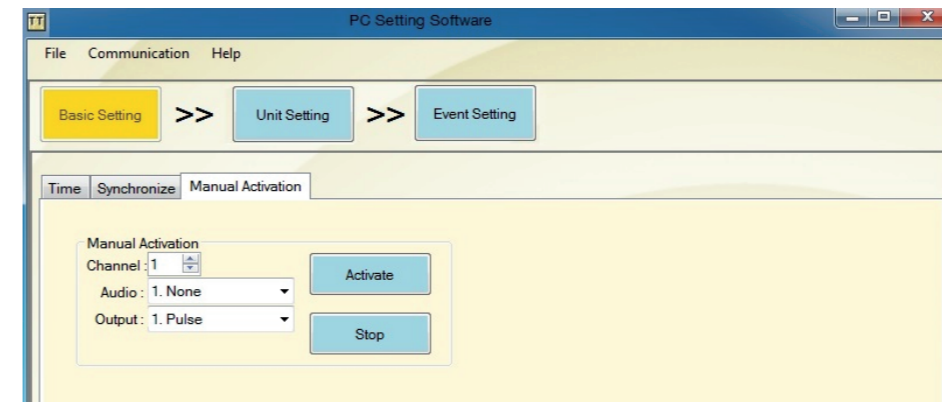 TT PC Setting Software
File Communication Help
Basic Setting >> Unit Setting >> Event Setting
Time Synchronize Manual Activation
Manual Activation
Channel : 1
Activate
Audio : 1. None
Output : 1. Pulse
Stop